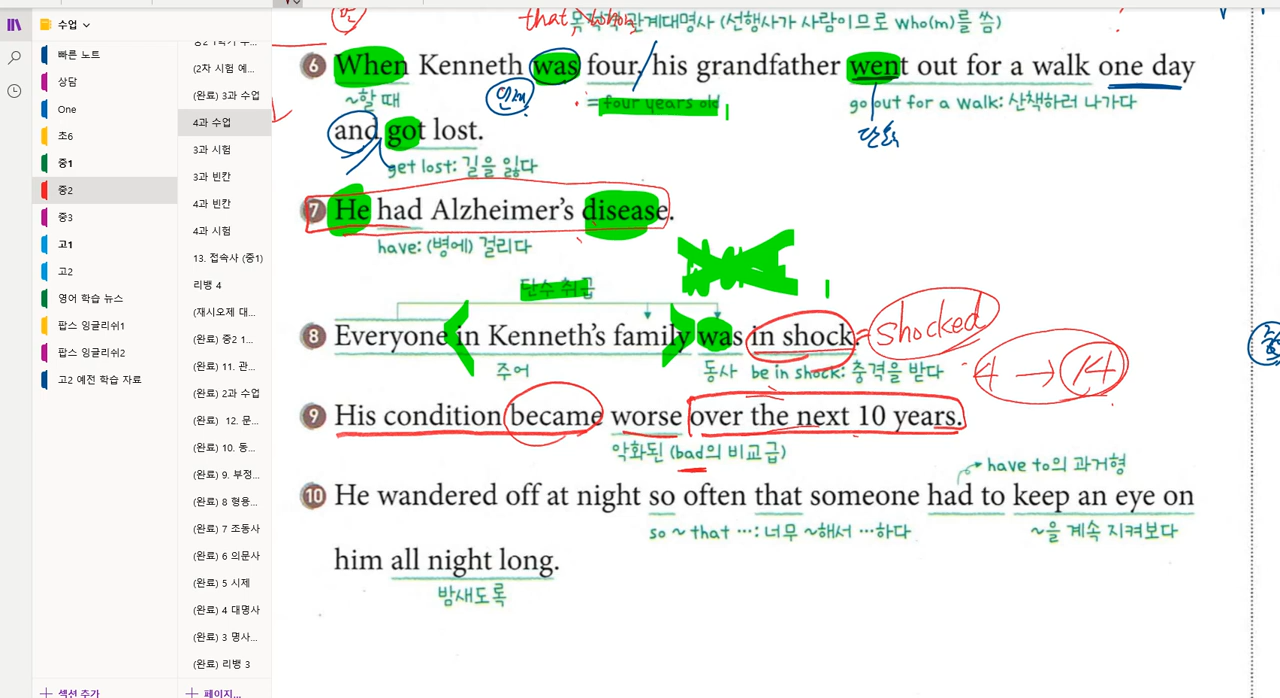 수업
빠른 노트
상담
One
초6
중1
중2
중3
고1
고2
영어 학습 뉴스
팝스 잉글리쉬1
팝스 잉글리쉬2
고2 예전 학습 자료
섹션 추가
(2자 시험 예...
(완료) 3과 수업
4과 수업
3과 시험
3과 빈칸
4과 빈칸
4과 시험
13. 접속사 (중1)
리뱅 4
(재시오제 대...
(완료) 중2 1...
(완료) 11. 관...
(완료) 2과 수업
(완료) 12. 문...
(완료) 10. 동...
(완료) 9. 부정...
(완료) 8 형용...
(완료) 7 조동사
(완료) 6 의문사
(완료) 5 시제
(완료) 4 대명사
(완료) 3 명사...
(완료) 리뱅 3
페이지...
that
목적격 관계대명사 (선행사가 사람이므로 who(m)를 씀)
6 When Kenneth was four, his grandfather went out for a walk one day
~할 때
= four years old
go out for a walk: 산책하러 나가다
and got lost.
get lost: 길을 잃다
7 He had Alzheimer's disease.
have: (병에) 걸리다
단수 취급
8 Everyone in Kenneth's family was in shock. = Shocked
주어
동사 be in shock: 충격을 받다
4 → 14
9 His condition became worse over the next 10 years.
악화된 (bad의 비교급)
have to의 과거형
10 He wandered off at night so often that someone had to keep an eye on
so ~ that …: 너무 ~해서 …하다
~을 계속 지켜보다
him all night long.
밤새도록